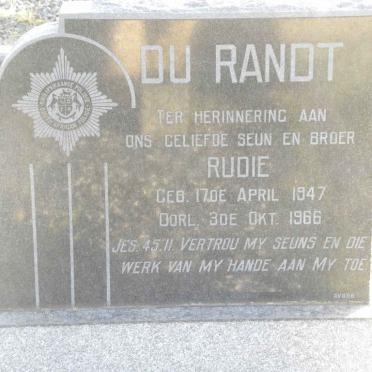 DU RANDT
TER HERINNERING AAN
ONS GELIEFDE SEUN EN BROER
RUDIE
GEB. 17DE APRIL 1947
OORL. 3DE OKT. 1966
JES. 45.11. VERTROU MY SEUNS EN DIE
WERK VAN MY HANDE AAN MY TOE